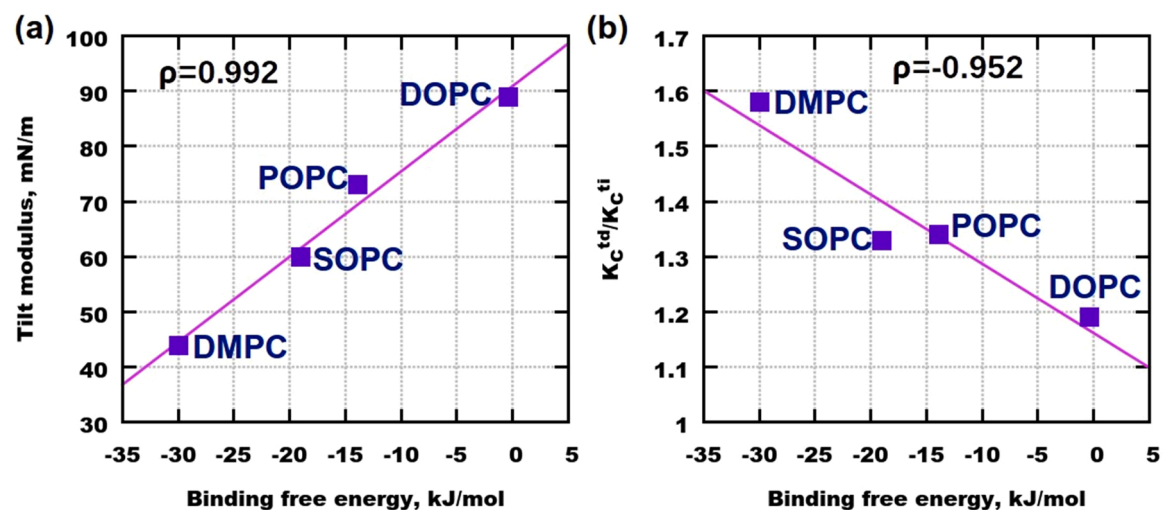 (a)
Tilt modulus, mN/m
100
90
80
70
60
50
40
30
ρ=0.992
DOPC
POPC
SOPC
DMPC
-35 -30 -25 -20 -15 -10 -5 0 5
Binding free energy, kJ/mol
(b)
Kc^td/Kc^ti
1.7
1.6
1.5
1.4
1.3
1.2
1.1
1
ρ=-0.952
DMPC
SOPC
POPC
DOPC
-35 -30 -25 -20 -15 -10 -5 0 5
Binding free energy, kJ/mol